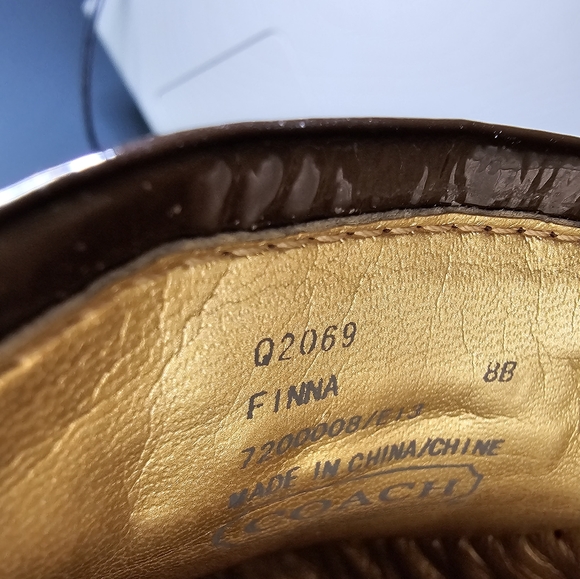 Q2069
FINNA 8B
7200008/E13
MADE IN CHINA/CHINE
COACH